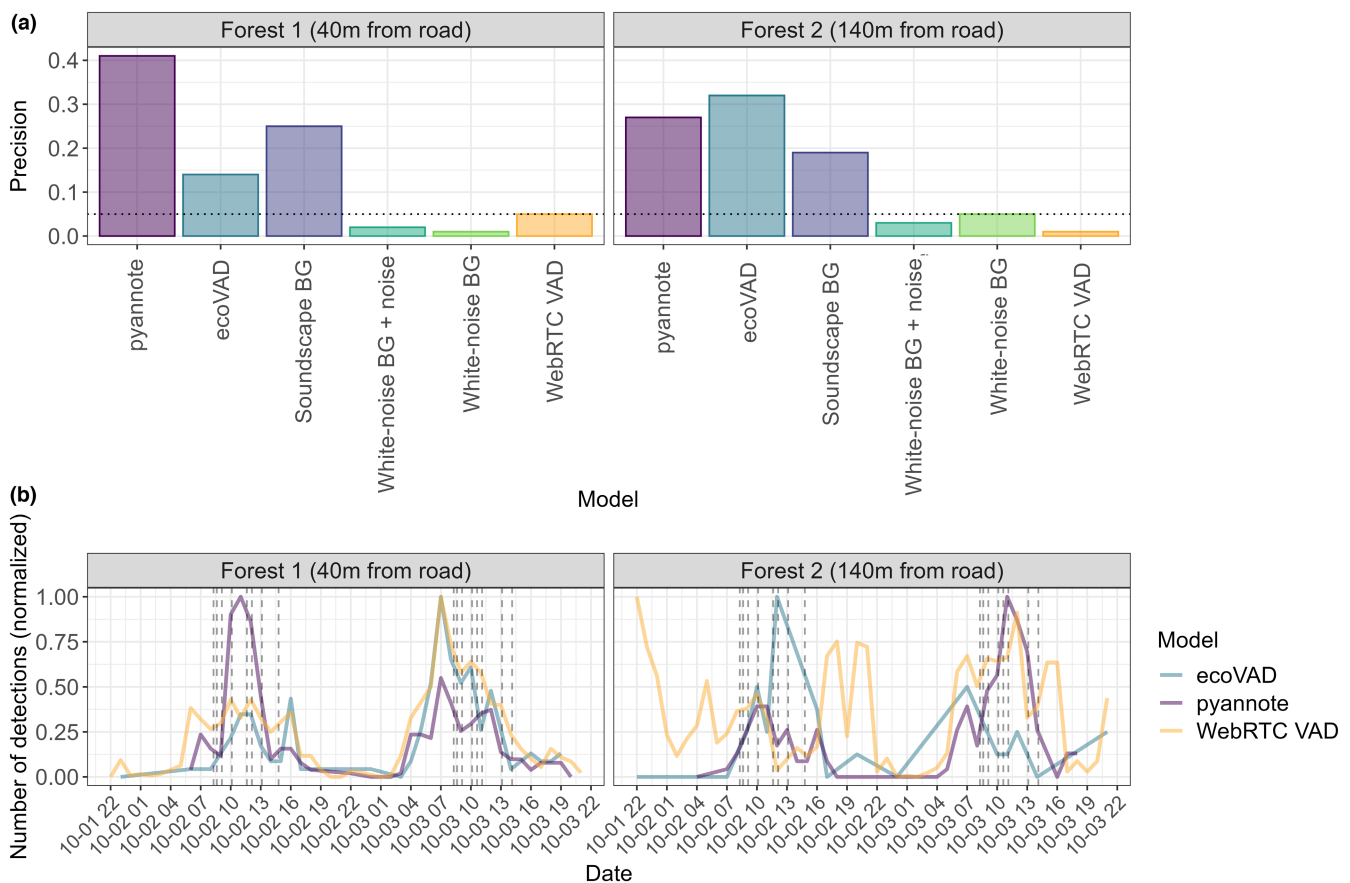 (a)
Forest 1 (40m from road)
Forest 2 (140m from road)
Precision
0.4
0.3
0.2
0.1
0.0
pyannote
ecoVAD
Soundscape BG
White-noise BG + noise
White-noise BG
WebRTC VAD
pyannote
ecoVAD
Soundscape BG
White-noise BG + noise
White-noise BG
WebRTC VAD
Model
(b)
Forest 1 (40m from road)
Forest 2 (140m from road)
Number of detections (normalized)
1.00
0.75
0.50
0.25
0.00
10-01 22
10-02 01
10-02 04
10-02 07
10-02 10
10-02 13
10-02 16
10-02 19
10-02 22
10-03 01
10-03 04
10-03 07
10-03 10
10-03 13
10-03 16
10-03 19
10-03 22
10-01 22
10-02 01
10-02 04
10-02 07
10-02 10
10-02 13
10-02 16
10-02 19
10-02 22
10-03 01
10-03 04
10-03 07
10-03 10
10-03 13
10-03 16
10-03 19
10-03 22
Date
Model
ecoVAD
pyannote
WebRTC VAD